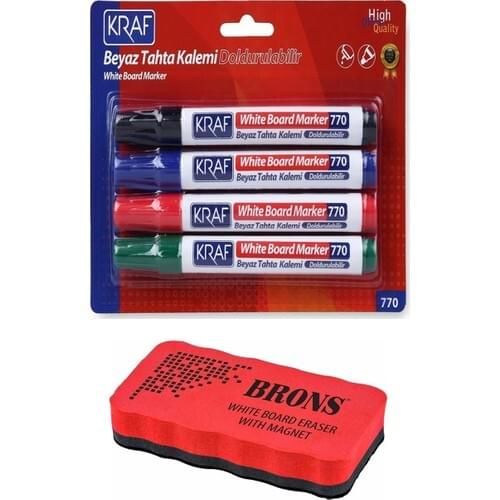 KRAF
High
Quality
Beyaz Tahta Kalemi Doldurulabilir
White Board Marker
KRAF White Board Marker 770
Beyaz Tahta Kalemi Doldurulabilir
KRAF White Board Marker 770
Beyaz Tahta Kalemi Doldurulabilir
KRAF White Board Marker 770
Beyaz Tahta Kalemi Doldurulabilir
KRAF White Board Marker 770
Beyaz Tahta Kalemi Doldurulabilir
770
BRONS
WHITE BOARD ERASER
WITH MAGNET